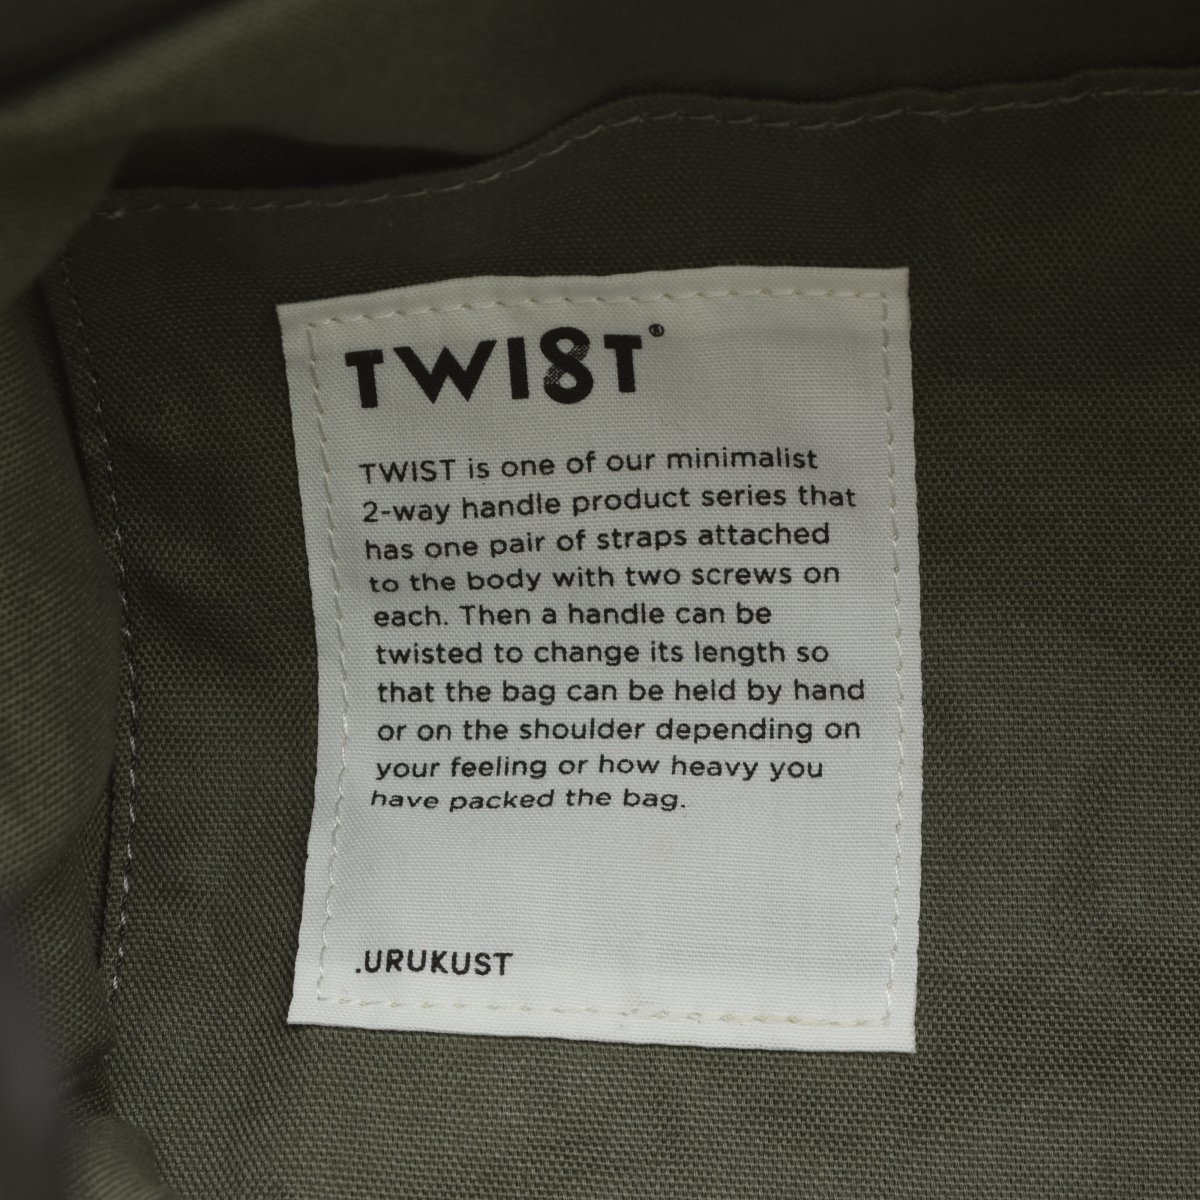 TWIST®
TWIST is one of our minimalist
2-way handle product series that
has one pair of straps attached
to the body with two screws on
each. Then a handle can be
twisted to change its length so
that the bag can be held by hand
or on the shoulder depending on
your feeling or how heavy you
have packed the bag.
.URUKUST